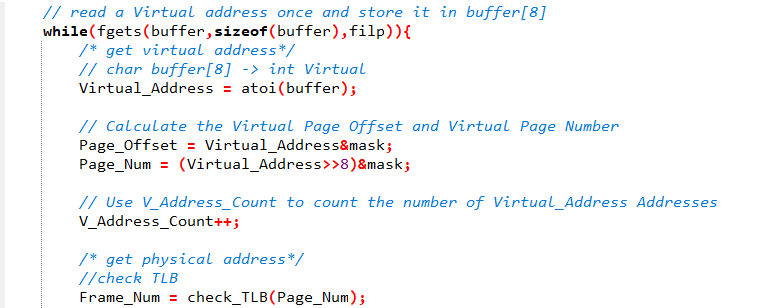 // read a Virtual address once and store it in buffer[8]
while(fgets(buffer,sizeof(buffer),filp)){
/* get virtual address*/
// char buffer[8] -> int Virtual
Virtual_Address = atoi(buffer);
// Calculate the Virtual Page Offset and Virtual Page Number
Page_Offset = Virtual_Address&mask;
Page_Num = (Virtual_Address>>8)&mask;
// Use V_Address_Count to count the number of Virtual_Address Addresses
V_Address_Count++;
/* get physical address*/
//check TLB
Frame_Num = check_TLB(Page_Num);